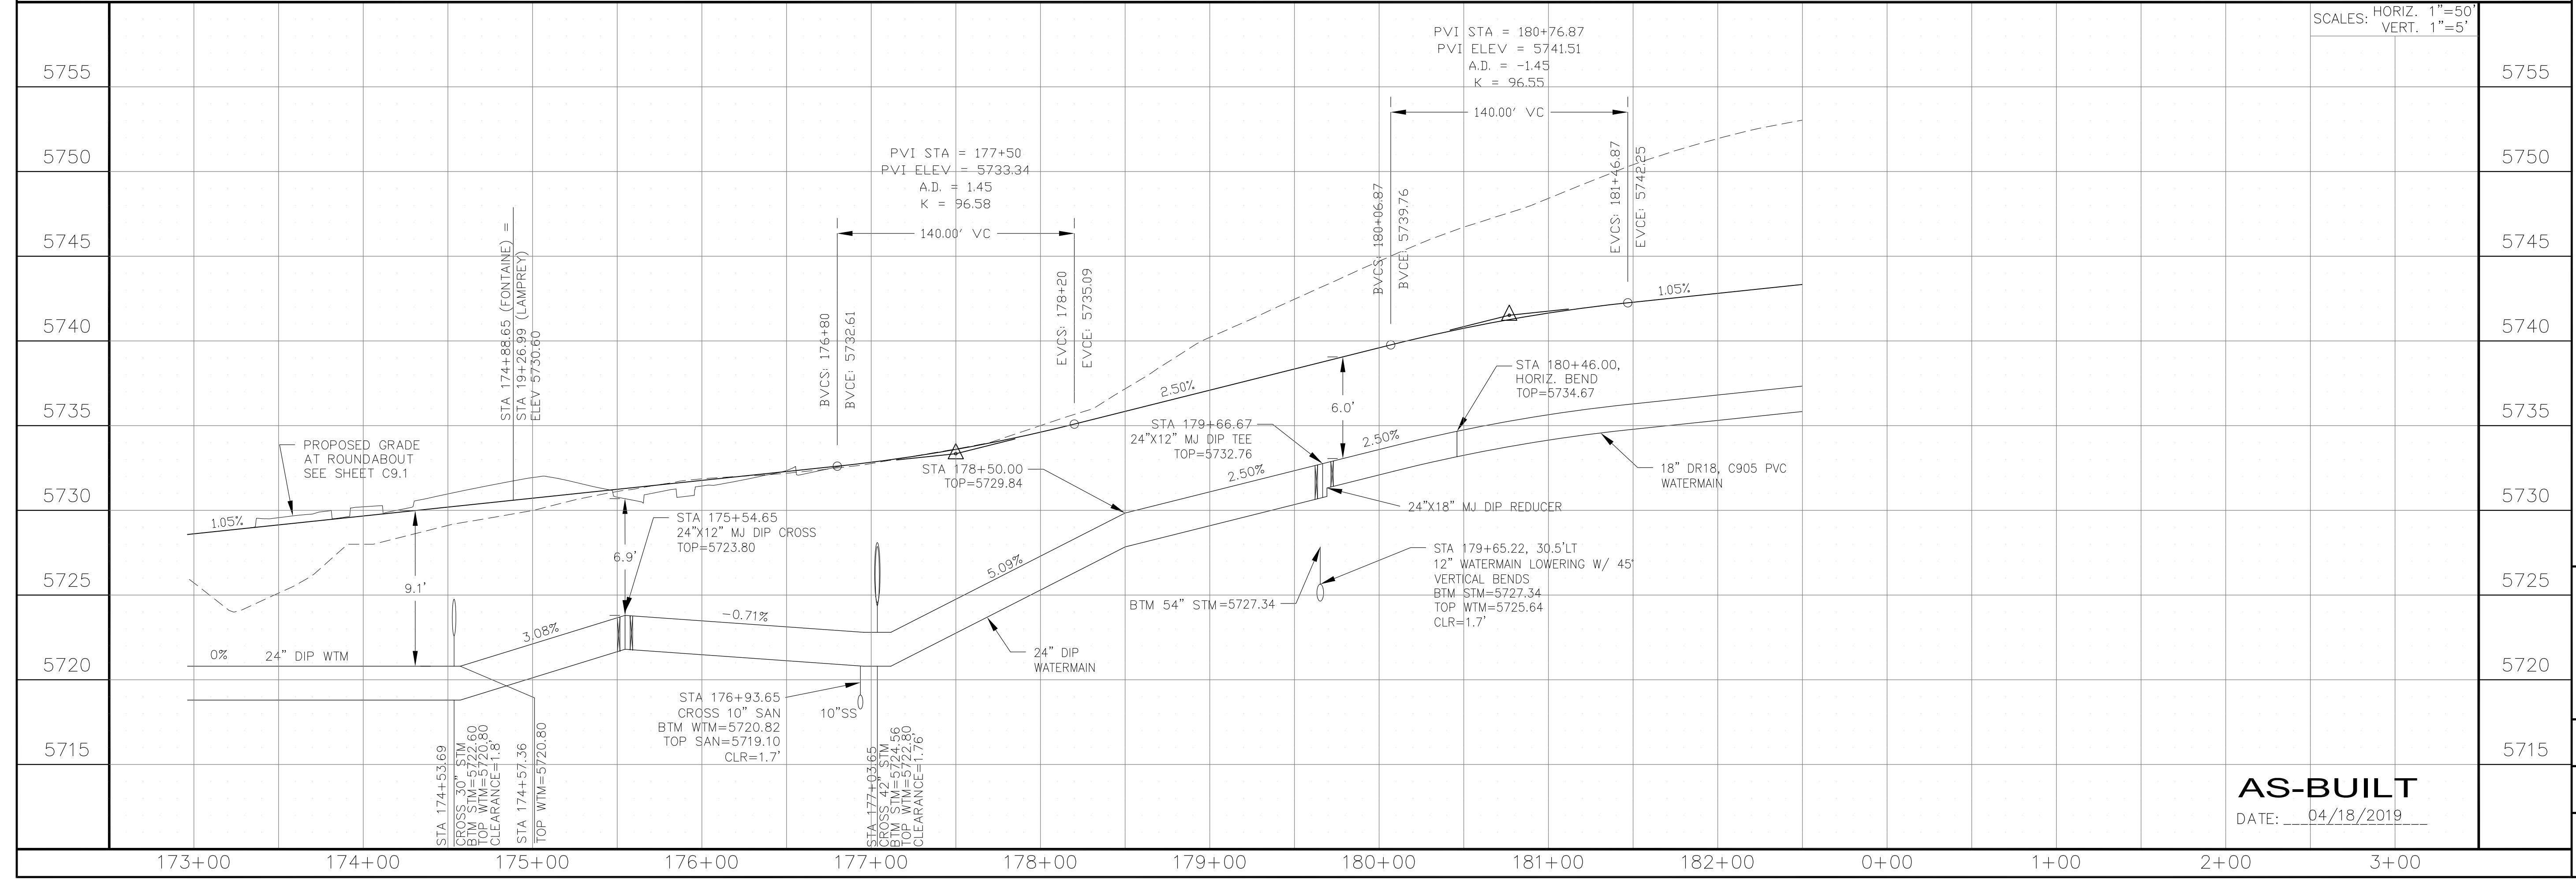 SCALES: HORIZ. 1"=50'
VERT. 1"=5'
PVI STA = 180+76.87
PVI ELEV = 5741.51
A.D. = -1.45
K = 96.55
140.00' VC
5755
5755
PVI STA = 177+50
PVI ELEV = 5733.34
A.D. = 1.45
K = 96.58
140.00' VC
5750
5750
EVCS: 181+46.87
EVCE: 5742.25
BVCS: 180+06.87
BVCE: 5739.76
5745
5745
STA 174+88.65 (FONTAINE) =
STA 19+26.99 (LAMPREY)
ELEV 5730.60
BVCS: 176+80
BVCE: 5732.61
EVCS: 178+20
EVCE: 5735.09
1.05%
5740
5740
2.50%
STA 180+46.00,
HORIZ. BEND
TOP=5734.67
6.0'
5735
5735
PROPOSED GRADE
AT ROUNDABOUT
SEE SHEET C9.1
STA 179+66.67
24"X12" MJ DIP TEE
TOP=5732.76
2.50%
STA 178+50.00
TOP=5729.84
2.50%
18" DR18, C905 PVC
WATERMAIN
5730
5730
1.05%
24"X18" MJ DIP REDUCER
STA 175+54.65
24"X12" MJ DIP CROSS
TOP=5723.80
6.9'
9.1'
5.09%
STA 179+65.22, 30.5'LT
12" WATERMAIN LOWERING W/ 45°
VERTICAL BENDS
BTM STM=5727.34
TOP WTM=5725.64
CLR=1.7'
BTM 54" STM=5727.34
5725
5725
3.08%
-0.71%
0%
24" DIP WTM
24" DIP
WATERMAIN
5720
5720
STA 176+93.65
CROSS 10" SAN
BTM WTM=5720.82
TOP SAN=5719.10
CLR=1.7'
10"SS
STA 174+53.69
CROSS 30" STM
BTM STM=5722.60
TOP WTM=5720.80
CLEARANCE=1.8'
STA 174+57.36
TOP WTM=5720.80
STA 177+03.65
CROSS 42" STM
BTM STM=5724.56
TOP WTM=5722.80
CLEARANCE=1.76'
5715
5715
AS-BUILT
DATE: 04/18/2019
173+00 174+00 175+00 176+00 177+00 178+00 179+00 180+00 181+00 182+00 0+00 1+00 2+00 3+00